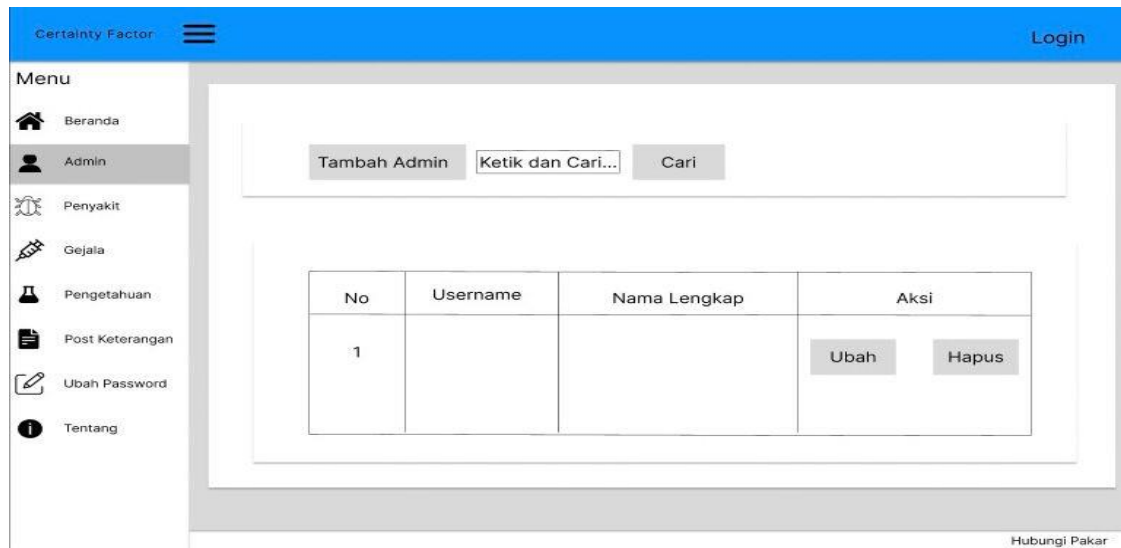 Certainty Factor
Login
Menu
Beranda
Admin
Penyakit
Gejala
Pengetahuan
Post Keterangan
Ubah Password
Tentang
Tambah Admin
Ketik dan Cari...
Cari
No
Username
Nama Lengkap
Aksi
1
Ubah
Hapus
Hubungi Pakar